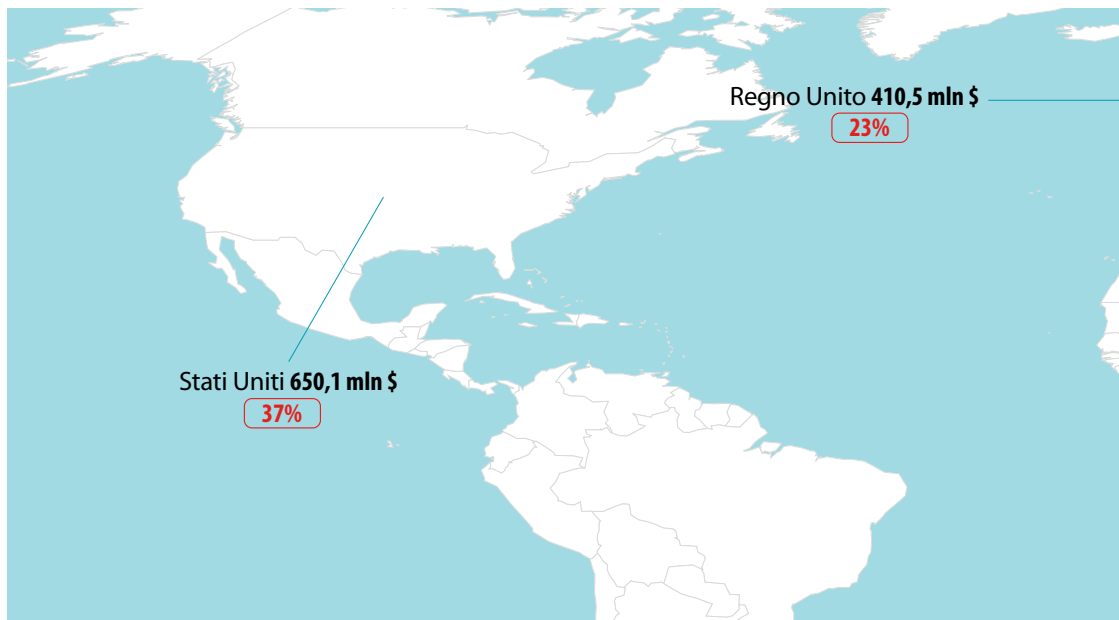 Regno Unito 410,5 mln $
23%
Stati Uniti 650,1 mln $
37%